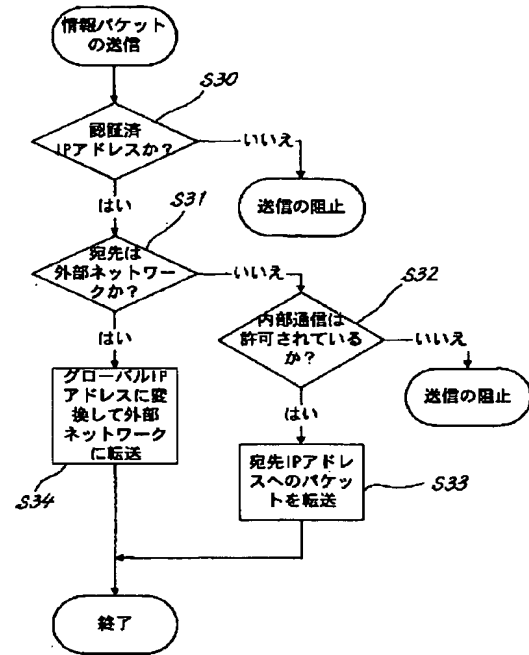 情報パケット
の送信
S30
認証済
IPアドレスか？
いいえ
はい
送信の阻止
S31
宛先は
外部ネットワー
クか？
いいえ
はい
S32
内部通信は
許可されている
か？
いいえ
はい
送信の阻止
グローバルIP
アドレスに変
換して外部
ネットワーク
に転送
S34
宛先IPアドレ
スへのパケッ
トを転送
S33
終了